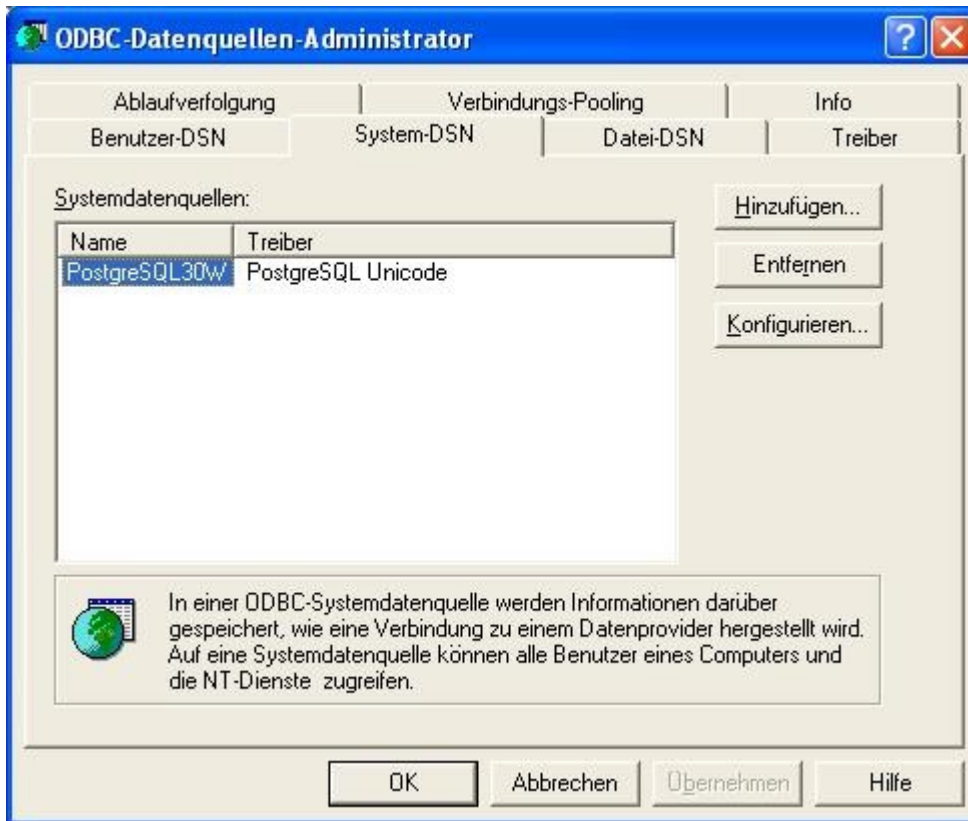 ODBC-Datenquellen-Administrator
Ablaufverfolgung Verbindungs-Pooling Info
Benutzer-DSN System-DSN Datei-DSN Treiber
Systemdatenquellen:
Name Treiber
PostgreSQL30W PostgreSQL Unicode
Hinzufügen...
Entfernen
Konfigurieren...
In einer ODBC-Systemdatenquelle werden Informationen darüber
gespeichert, wie eine Verbindung zu einem Datenprovider hergestellt wird.
Auf eine Systemdatenquelle können alle Benutzer eines Computers und
die NT-Dienste zugreifen.
OK Abbrechen Übernehmen Hilfe